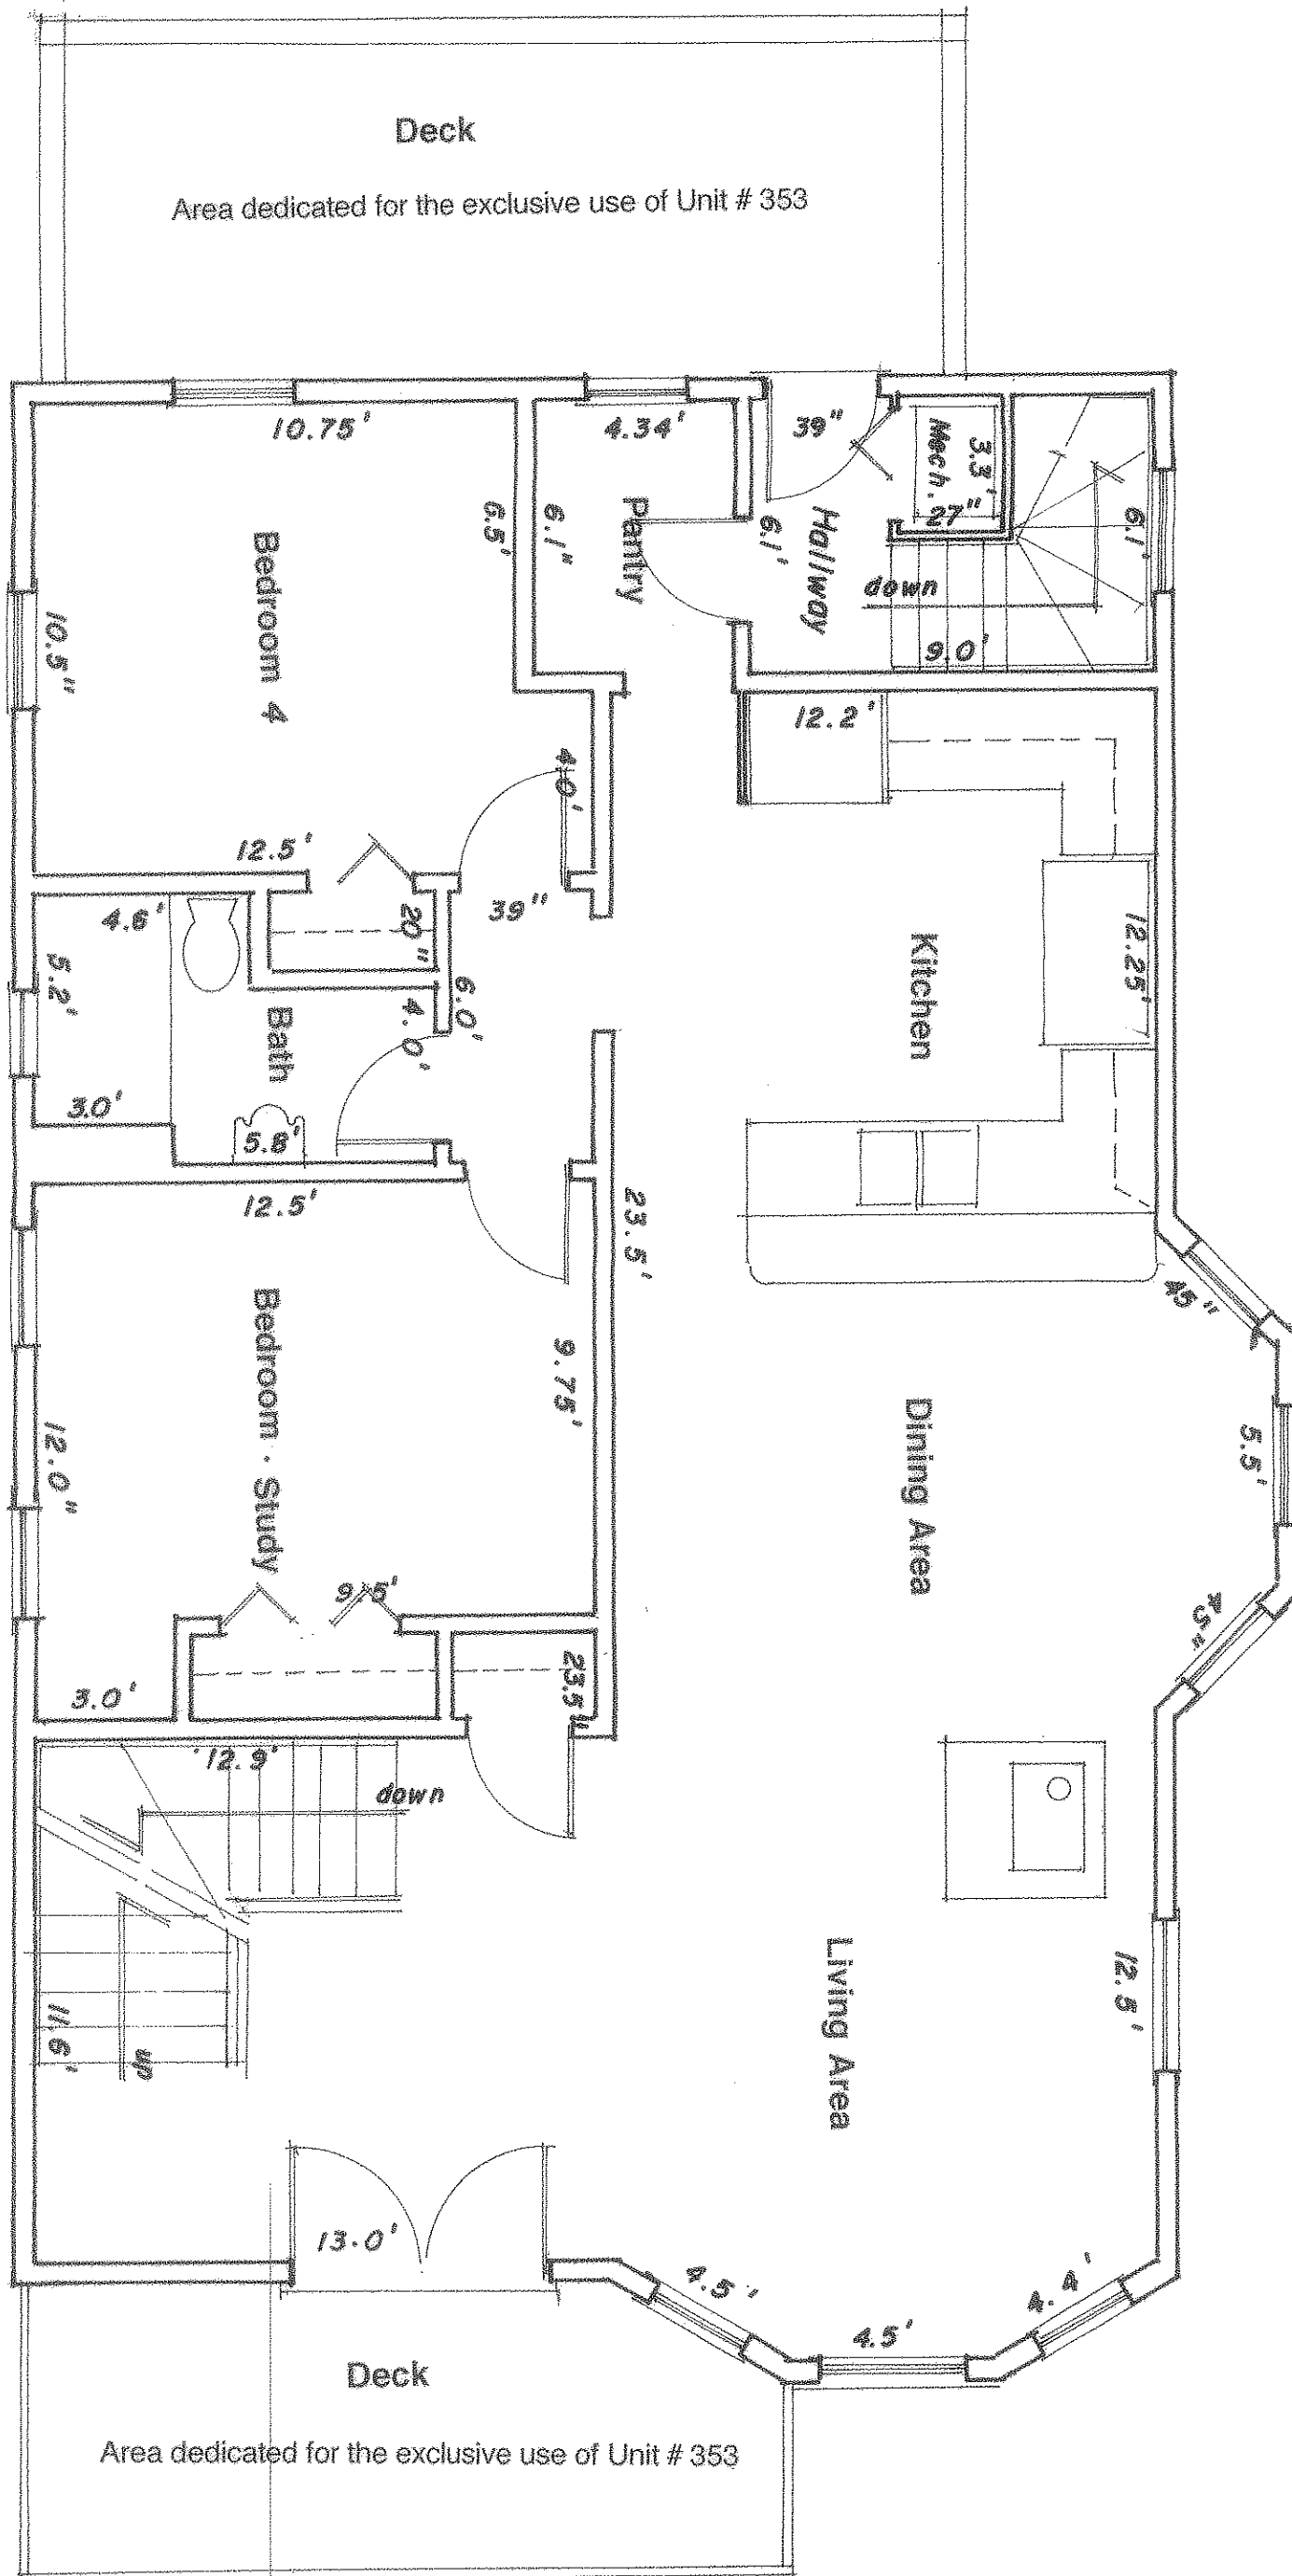 Deck
Area dedicated for the exclusive use of Unit # 353
10.75'
4.34'
39"
Mech.
3.3'
27"
6.1'
6.5'
6.1"
Pantry
6.1'
Hallway
down
9.0'
Bedroom 4
10.5"
12.2'
4.0'
12.5'
39"
20"
4.8'
5.2'
6.0'
4.0'
Bath
3.0'
5.8'
Kitchen
12.25'
12.5'
23.5'
45"
Bedroom · Study
9.75'
12.0"
Dining Area
5.5'
45"
9.5'
3.0'
23.5"
12.9'
down
11.6'
up
Living Area
12.5'
13.0'
4.5'
4.5'
4.4'
Deck
Area dedicated for the exclusive use of Unit # 353